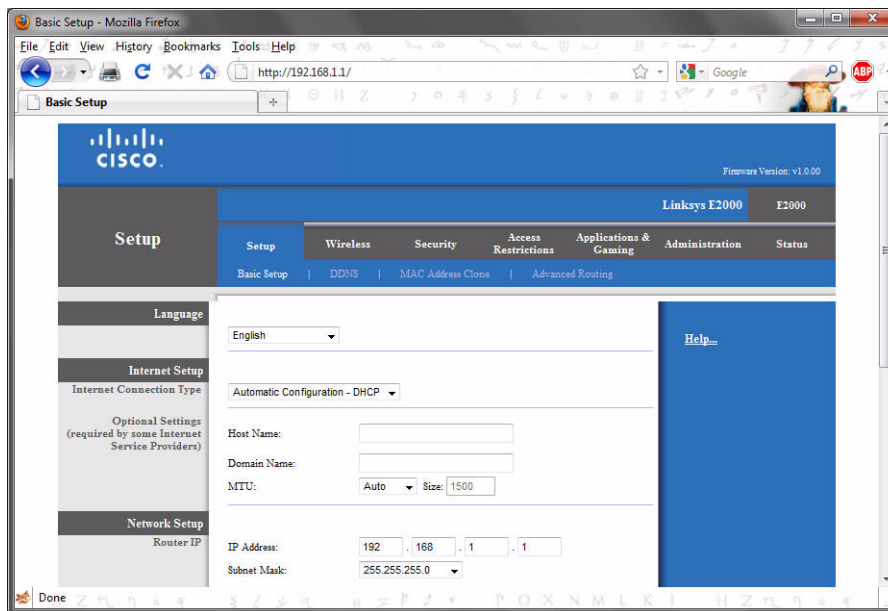 Basic Setup - Mozilla Firefox
File Edit View History Bookmarks Tools Help
http://192.168.1.1/
Google
ABP
Basic Setup
CISCO.
Firmware Version: v1.0.00
Linksys E2000 E2000
Setup
Setup Wireless Security Access Restrictions Applications & Gaming Administration Status
Basic Setup | DDNS | MAC Address Clone | Advanced Routing
Language
English
Help...
Internet Setup
Internet Connection Type
Automatic Configuration - DHCP
Optional Settings
(required by some Internet
Service Providers)
Host Name:
Domain Name:
MTU: Auto Size: 1500
Network Setup
Router IP
IP Address: 192 . 168 . 1 . 1
Subnet Mask: 255.255.255.0
Done